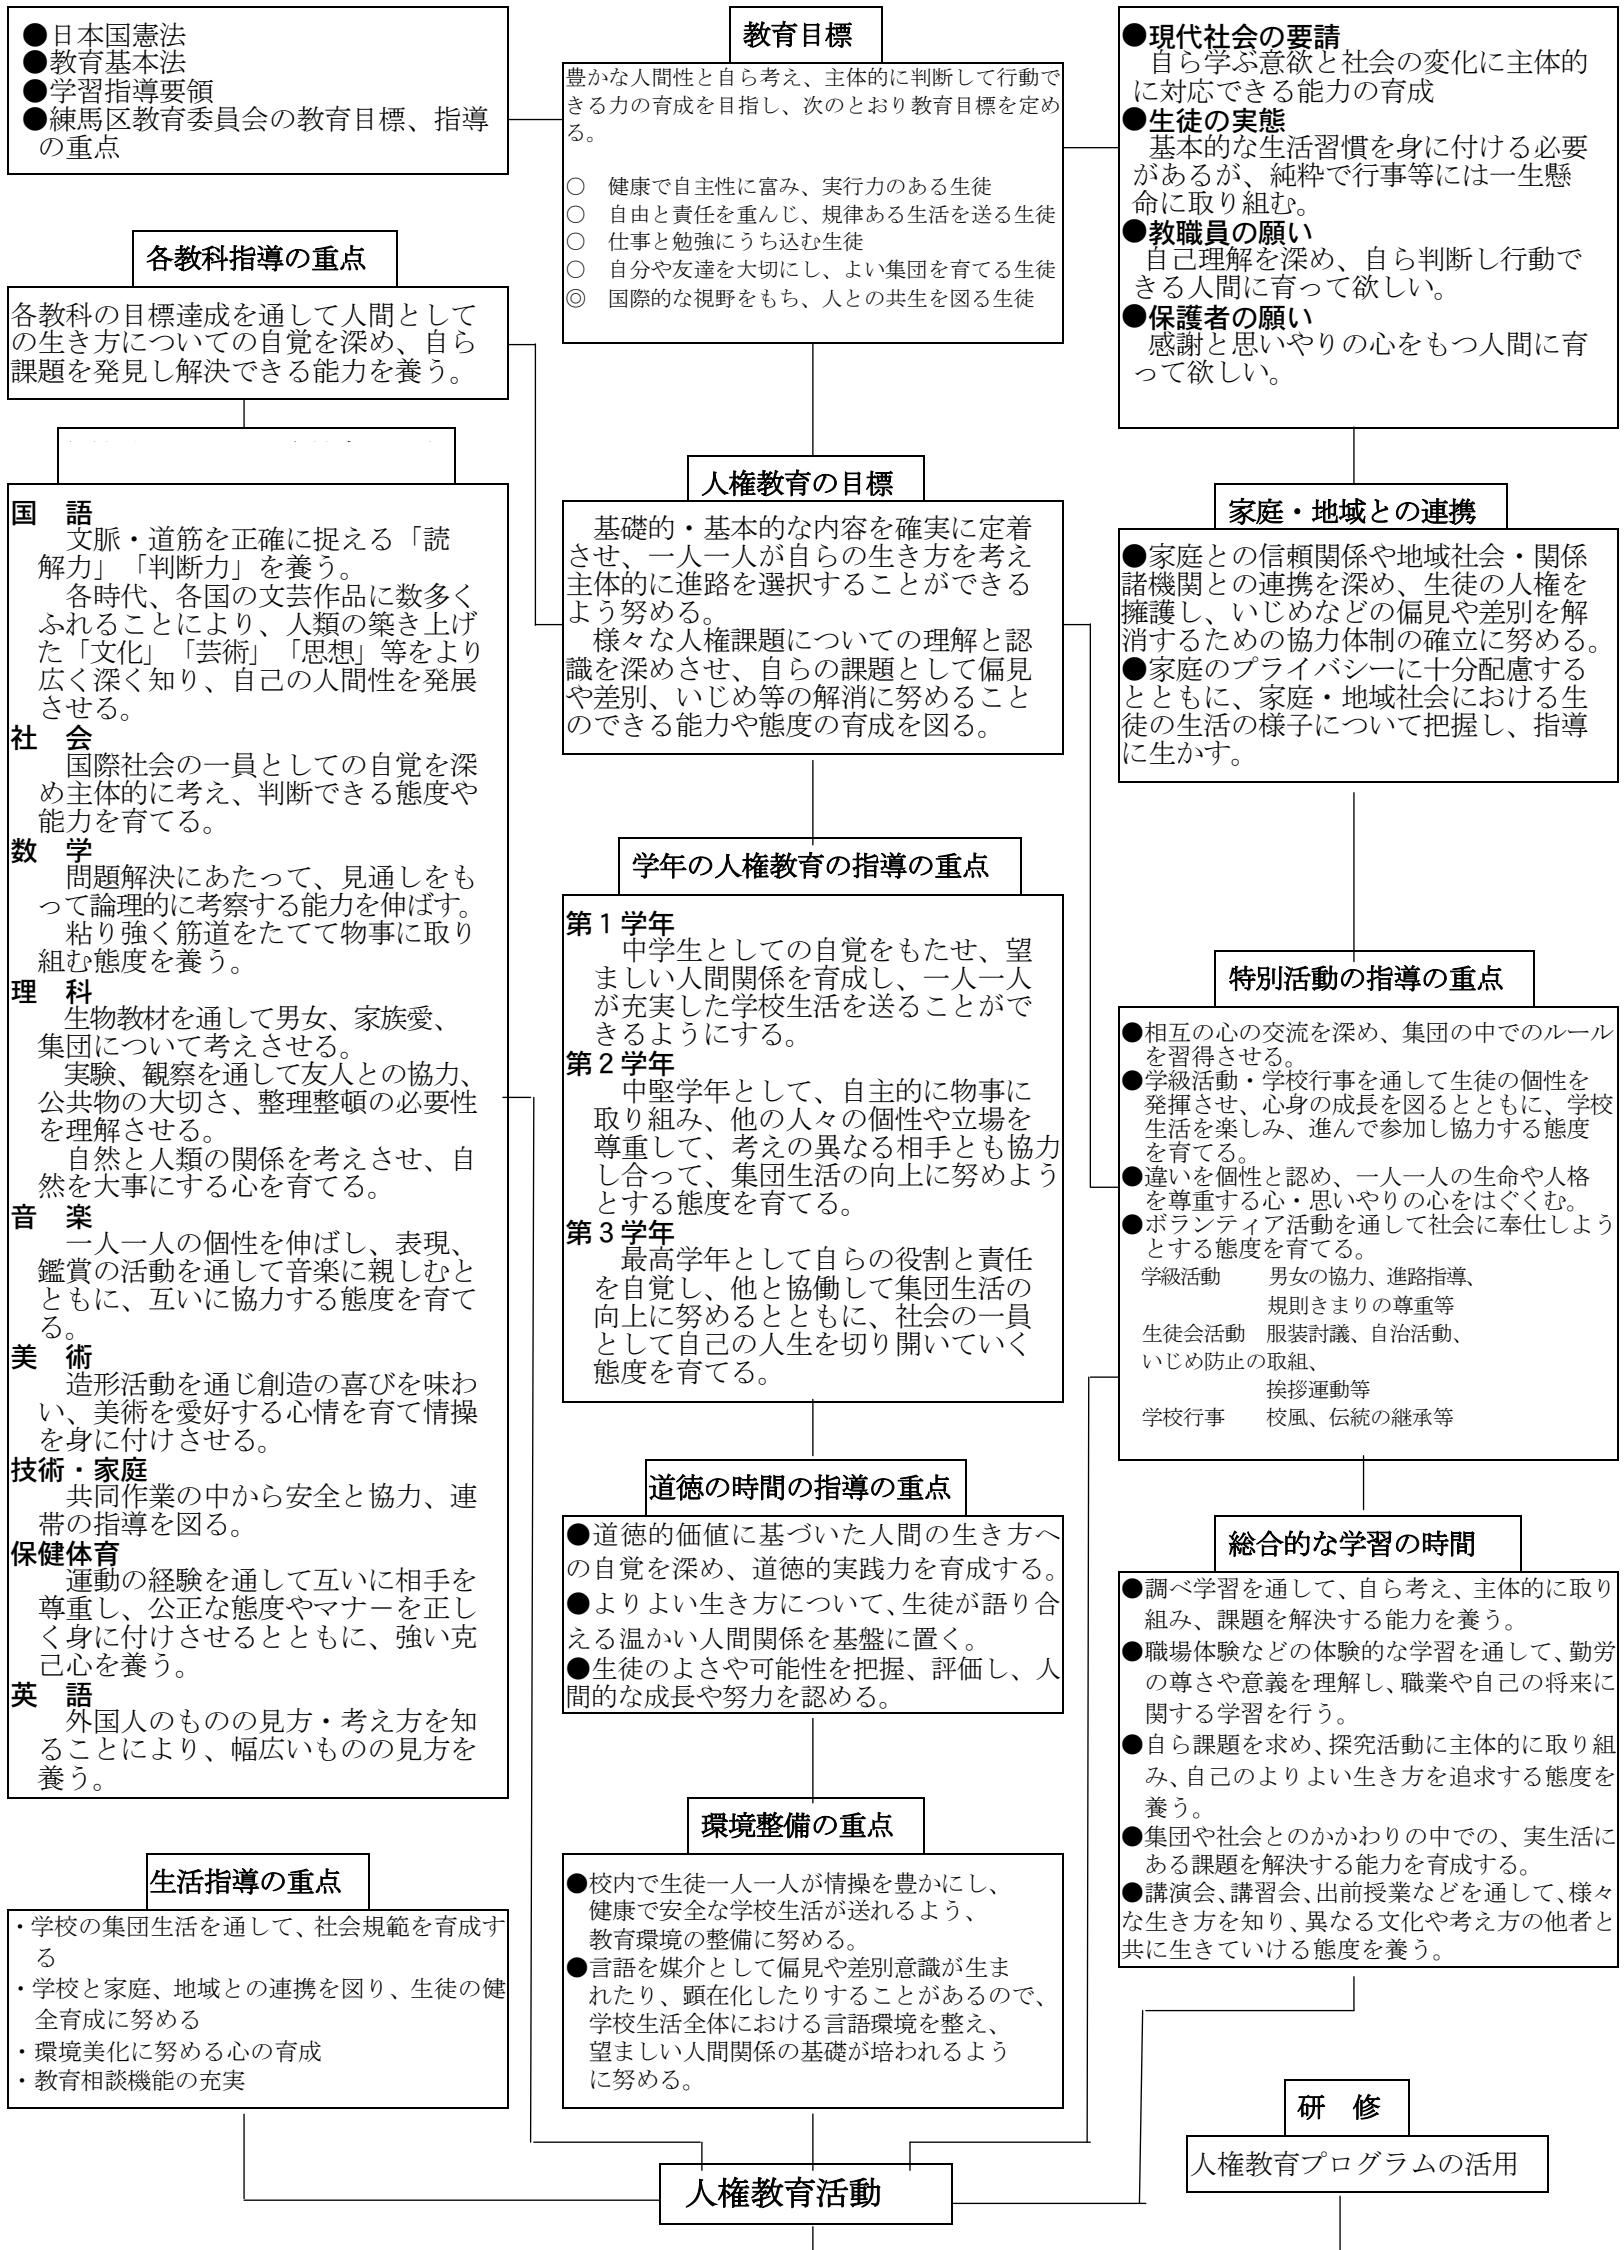 ●日本国憲法
●教育基本法
●学習指導要領
●練馬区教育委員会の教育目標、指導
の重点
教育目標
豊かな人間性と自ら考え、主体的に判断して行動で
きる力の育成を目指し、次のとおり教育目標を定め
る。
○ 健康で自主性に富み、実行力のある生徒
○ 自由と責任を重んじ、規律ある生活を送る生徒
○ 仕事と勉強にうち込む生徒
○ 自分や友達を大切にし、よい集団を育てる生徒
◎ 国際的な視野をもち、人との共生を図る生徒
●現代社会の要請
自ら学ぶ意欲と社会の変化に主体的
に対応できる能力の育成
●生徒の実態
基本的な生活習慣を身に付ける必要
があるが、純粋で行事等には一生懸
命に取り組む。
●教職員の願い
自己理解を深め、自ら判断し行動で
きる人間に育って欲しい。
●保護者の願い
感謝と思いやりの心をもつ人間に育
って欲しい。
各教科指導の重点
各教科の目標達成を通して人間として
の生き方についての自覚を深め、自ら
課題を発見し解決できる能力を養う。
国 語
文脈・道筋を正確に捉える「読
解力」「判断力」を養う。
各時代、各国の文芸作品に数多く
ふれることにより、人類の築き上げ
た「文化」「芸術」「思想」等をより
広く深く知り、自己の人間性を発展
させる。
社 会
国際社会の一員としての自覚を深
め主体的に考え、判断できる態度や
能力を育てる。
数 学
問題解決にあたって、見通しをも
って論理的に考察する能力を伸ばす。
粘り強く筋道をたてて物事に取り
組む態度を養う。
理 科
生物教材を通して男女、家族愛、
集団について考えさせる。
実験、観察を通して友人との協力、
公共物の大切さ、整理整頓の必要性
を理解させる。
自然と人類の関係を考えさせ、自
然を大事にする心を育てる。
音 楽
一人一人の個性を伸ばし、表現、
鑑賞の活動を通して音楽に親しむと
ともに、互いに協力する態度を育て
る。
美 術
造形活動を通じ創造の喜びを味わ
い、美術を愛好する心情を育て情操
を身に付けさせる。
技術・家庭
共同作業の中から安全と協力、連
帯の指導を図る。
保健体育
運動の経験を通して互いに相手を
尊重し、公正な態度やマナーを正し
く身に付けさせるとともに、強い克
己心を養う。
英 語
外国人のものの見方・考え方を知
ることにより、幅広いものの見方を
養う。
人権教育の目標
基礎的・基本的な内容を確実に定着
させ、一人一人が自らの生き方を考え
主体的に進路を選択することができる
よう努める。
様々な人権課題についての理解と認
識を深めさせ、自らの課題として偏見
や差別、いじめ等の解消に努めること
のできる能力や態度の育成を図る。
家庭・地域との連携
●家庭との信頼関係や地域社会・関係
諸機関との連携を深め、生徒の人権を
擁護し、いじめなどの偏見や差別を解
消するための協力体制の確立に努める。
●家庭のプライバシーに十分配慮する
とともに、家庭・地域社会における生
徒の生活の様子について把握し、指導
に生かす。
学年の人権教育の指導の重点
第1学年
中学生としての自覚をもたせ、望
ましい人間関係を育成し、一人一人
が充実した学校生活を送ることがで
きるようにする。
第2学年
中堅学年として、自主的に物事に
取り組み、他の人々の個性や立場を
尊重して、考えの異なる相手とも協力
し合って、集団生活の向上に努めよう
とする態度を育てる。
第3学年
最高学年として自らの役割と責任
を自覚し、他と協働して集団生活の
向上に努めるとともに、社会の一員
として自己の人生を切り開いていく
態度を育てる。
特別活動の指導の重点
●相互の心の交流を深め、集団の中でのルール
を習得させる。
●学級活動・学校行事を通して生徒の個性を
発揮させ、心身の成長を図るとともに、学校
生活を楽しみ、進んで参加し協力する態度
を育てる。
●違いを個性と認め、一人一人の生命や人格
を尊重する心・思いやりの心をはぐくむ。
●ボランティア活動を通して社会に奉仕しよう
とする態度を育てる。
学級活動 男女の協力、進路指導、
規則きまりの尊重等
生徒会活動 服装討議、自治活動、
いじめ防止の取組、
挨拶運動等
学校行事 校風、伝統の継承等
道徳の時間の指導の重点
●道徳的価値に基づいた人間の生き方へ
の自覚を深め、道徳的実践力を育成する。
●よりよい生き方について、生徒が語り合
える温かい人間関係を基盤に置く。
●生徒のよさや可能性を把握、評価し、人
間的な成長や努力を認める。
総合的な学習の時間
●調べ学習を通して、自ら考え、主体的に取り
組み、課題を解決する能力を養う。
●職場体験などの体験的な学習を通して、勤労
の尊さや意義を理解し、職業や自己の将来に
関する学習を行う。
●自ら課題を求め、探究活動に主体的に取り組
み、自己のよりよい生き方を追求する態度を
養う。
●集団や社会とのかかわりの中での、実生活に
ある課題を解決する能力を育成する。
●講演会、講習会、出前授業などを通して、様々
な生き方を知り、異なる文化や考え方の他者と
共に生きていける態度を養う。
環境整備の重点
●校内で生徒一人一人が情操を豊かにし、
健康で安全な学校生活が送れるよう、
教育環境の整備に努める。
●言語を媒介として偏見や差別意識が生ま
れたり、顕在化したりすることがあるので、
学校生活全体における言語環境を整え、
望ましい人間関係の基礎が培われるよう
に努める。
生活指導の重点
・学校の集団生活を通して、社会規範を育成す
る
・学校と家庭、地域との連携を図り、生徒の健
全育成に努める
・環境美化に努める心の育成
・教育相談機能の充実
研 修
人権教育プログラムの活用
人権教育活動